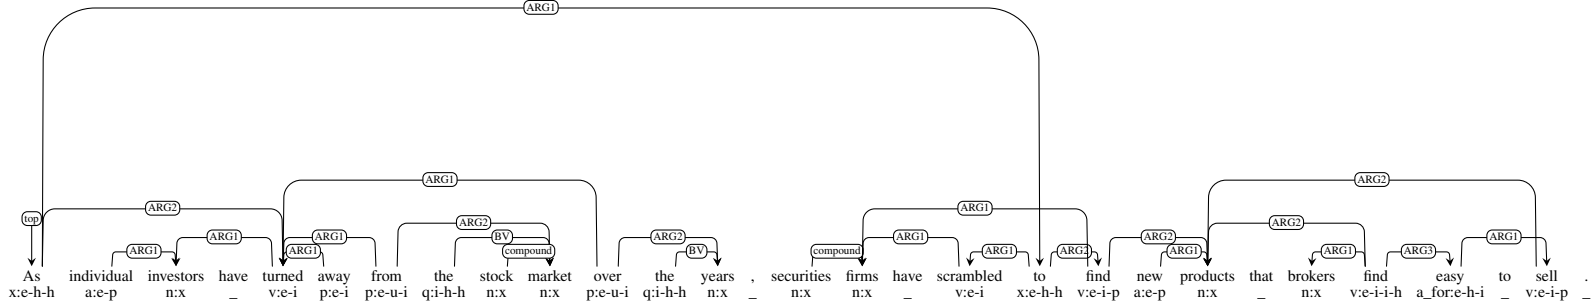 ARG1
ARG1 ARG2
ARG2 ARG1
top ARG2 ARG2
ARG1 ARG1 BV ARG2 ARG1 ARG2 ARG1 ARG3 ARG1
ARG1 ARG1 compound BV compound ARG1 ARG2 ARG1 ARG1
As individual investors have turned away from the stock market over the years , securities firms have scrambled to find new products that brokers find easy to sell .
x:e-h-h a:e-p n:x _ v:e-i p:e-i p:e-u-i q:i-h-h n:x n:x p:e-u-i q:i-h-h n:x _ n:x n:x _ v:e-i x:e-h-h v:e-i-p a:e-p n:x _ n:x v:e-i-i-h a_for:e-h-i _ v:e-i-p _